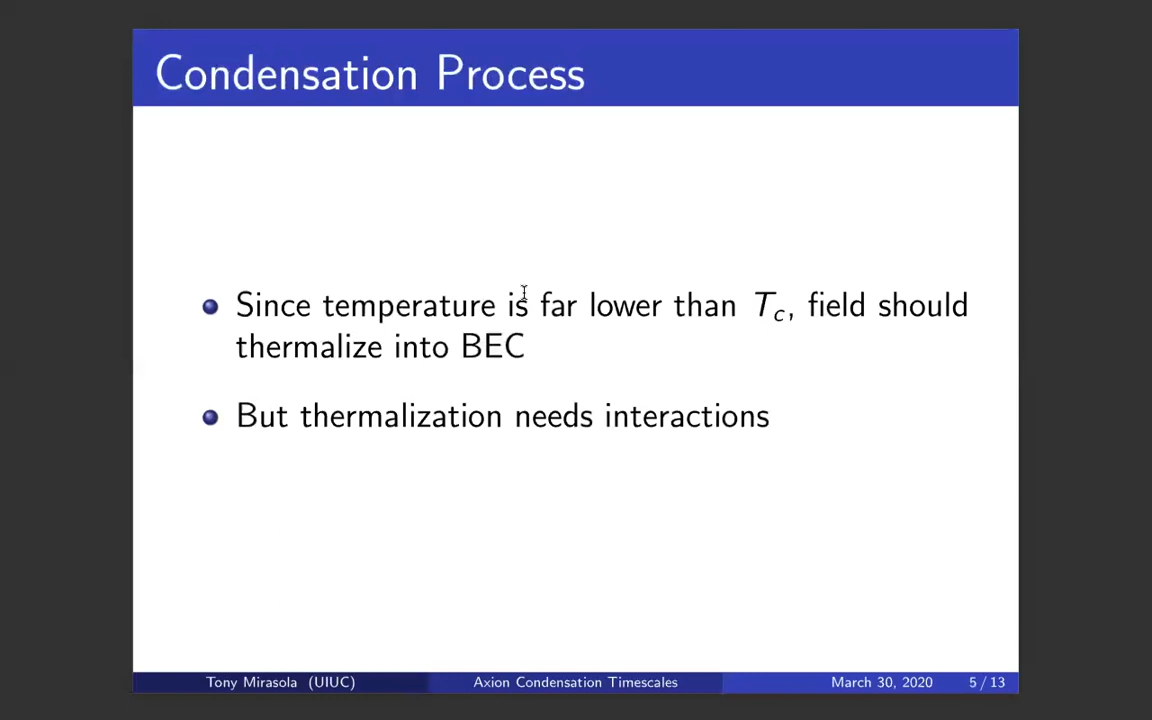 Condensation Process
Since temperature is far lower than T_c, field should
thermalize into BEC
But thermalization needs interactions
Tony Mirasola (UIUC)
Axion Condensation Timescales
March 30, 2020
5 / 13